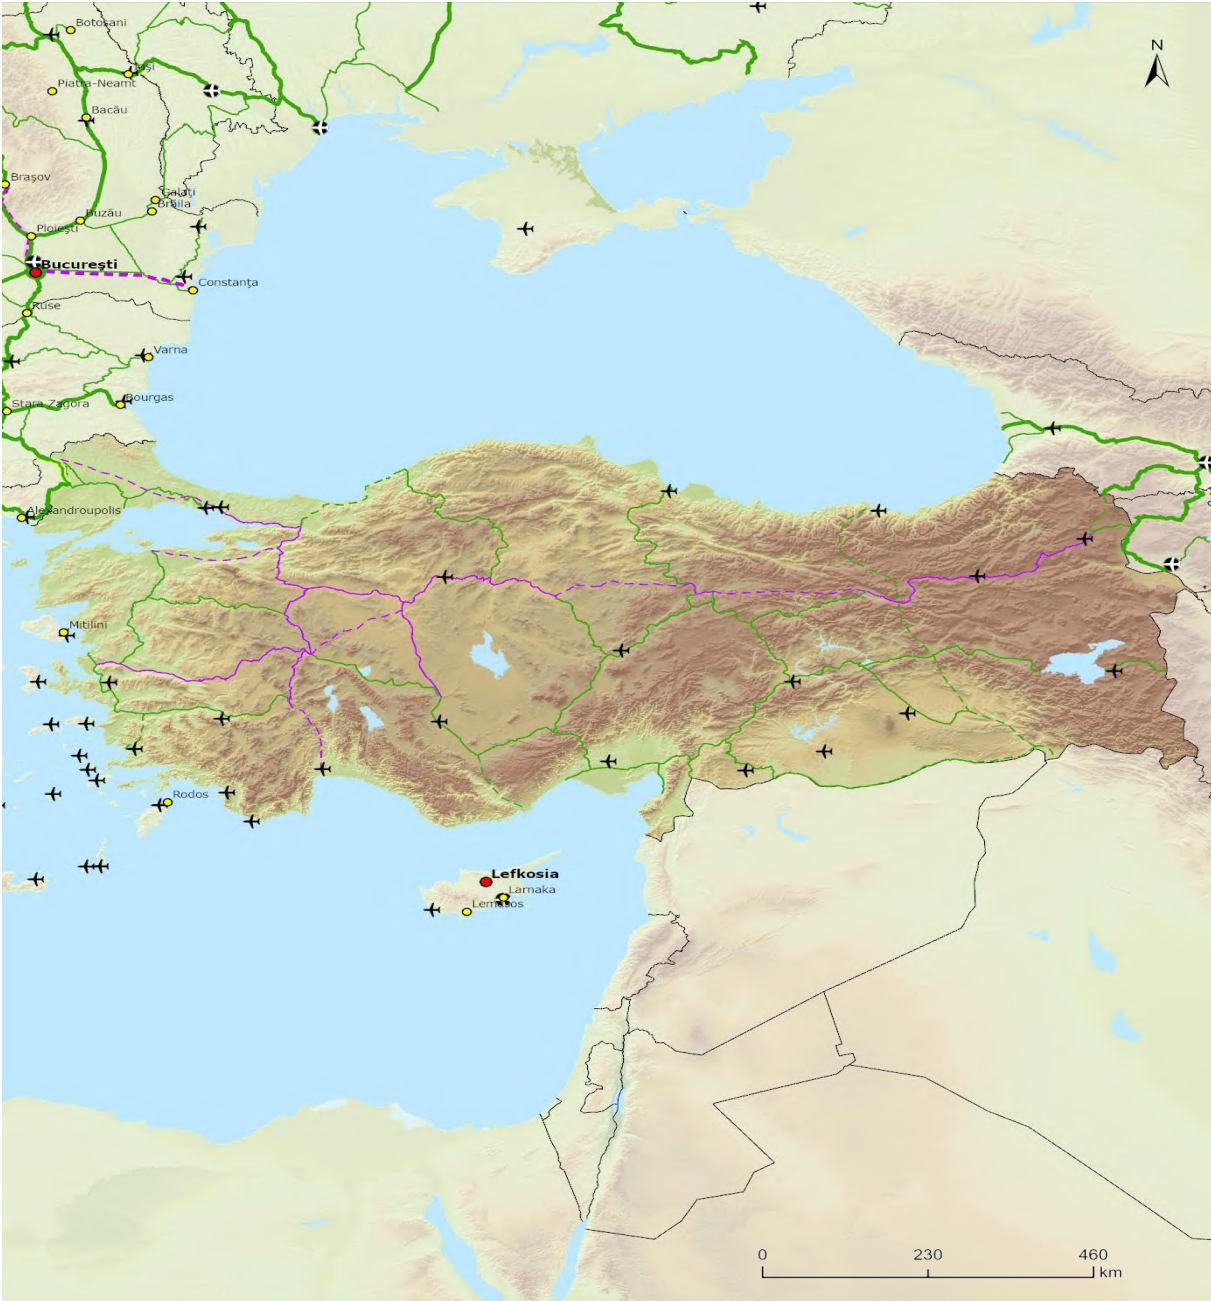 Botoșani
N
Iași
Piatra-Neamt
Bacău
Brașov
Galați
Brăila
Buzău
Ploiești
București
Constanța
Ruse
Varna
Bourgas
Stara Zagora
Alexandroupolis
Mitilini
Rodos
Lefkosia
Larnaka
Lemesos
0 230 460
km